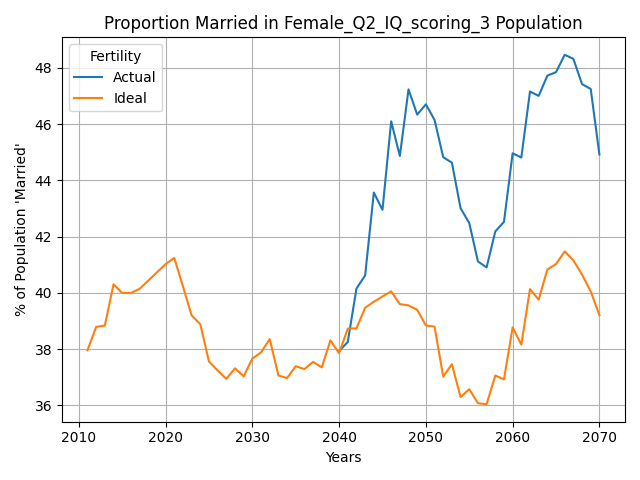 Proportion Married in Female_Q2_IQ_scoring_3 Population
Fertility
Actual
Ideal
% of Population 'Married'
48
46
44
42
40
38
36
2010
2020
2030
2040
2050
2060
2070
Years